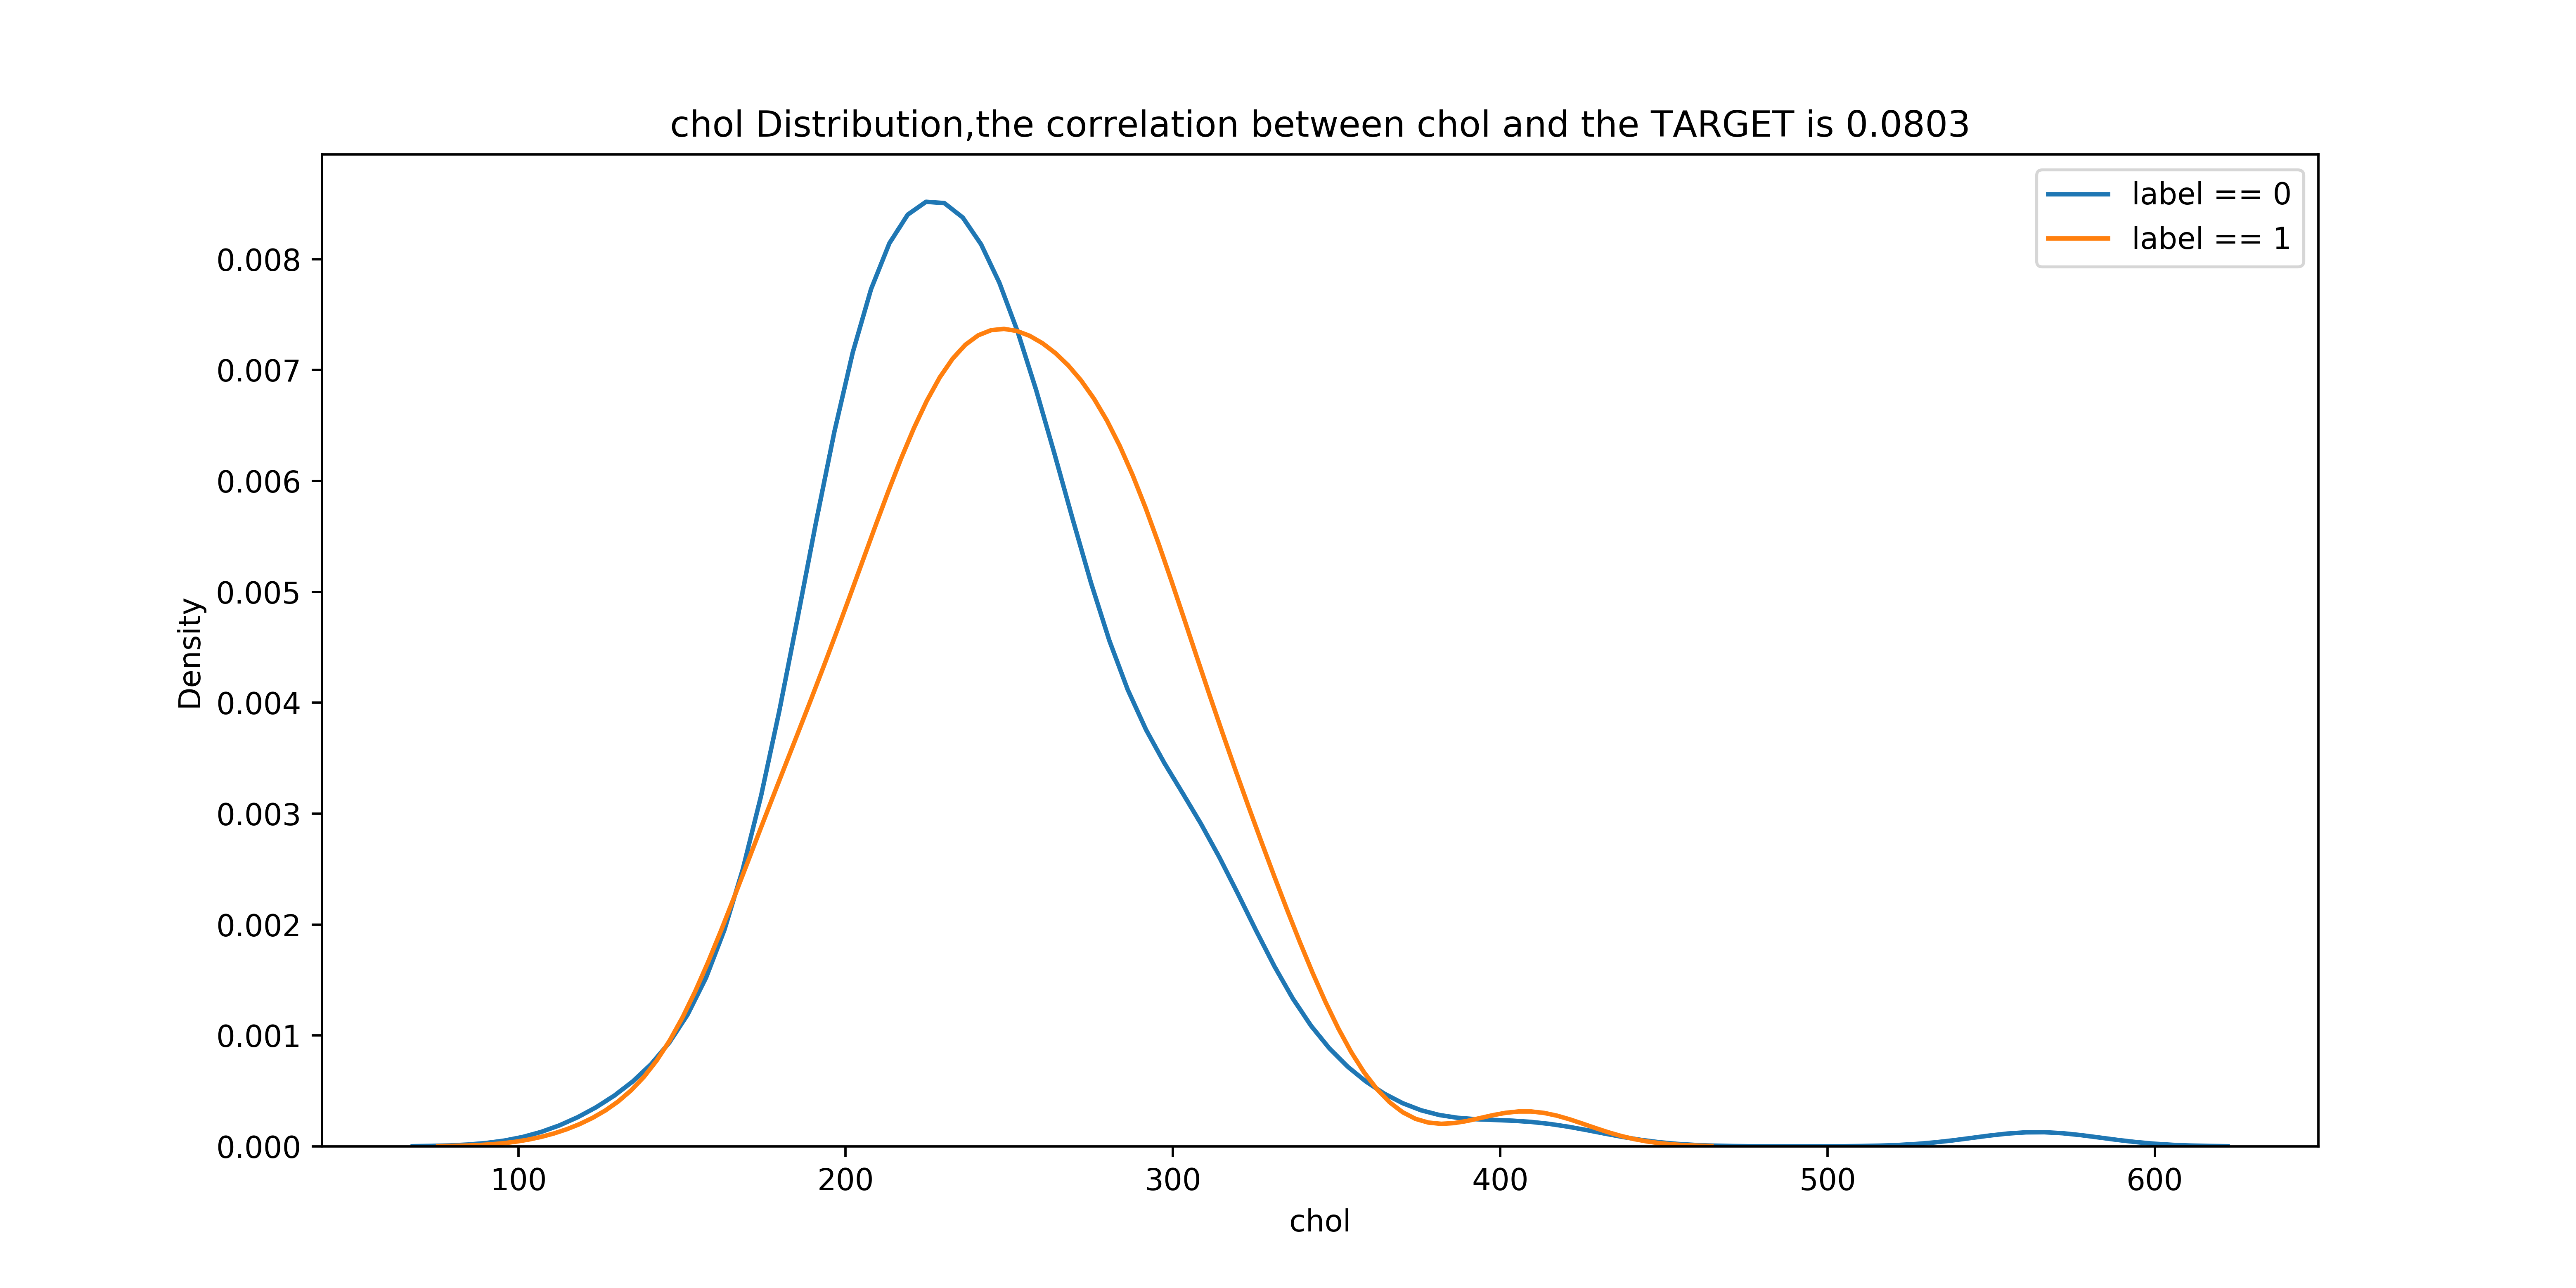 chol Distribution,the correlation between chol and the TARGET is 0.0803
label == 0
label == 1
0.008
0.007
0.006
0.005
0.004
0.003
0.002
0.001
0.000
Density
100 200 300 400 500 600
chol